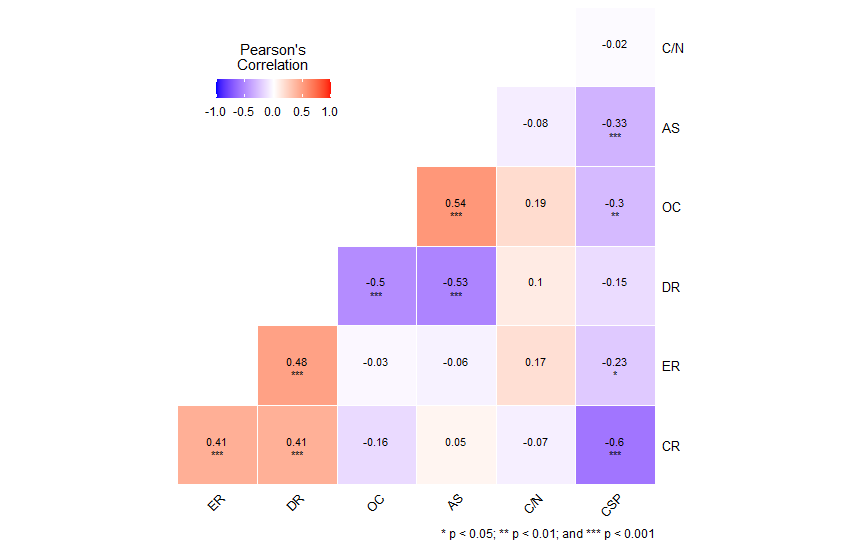 Pearson's
Correlation
-1.0 -0.5 0.0 0.5 1.0
-0.02 C/N
-0.08 -0.33 AS
***
0.54 0.19 -0.3 OC
*** **
-0.5 -0.53 0.1 -0.15 DR
*** ***
0.48 -0.03 -0.06 0.17 -0.23 ER
*** *
0.41 0.41 -0.16 0.05 -0.07 -0.6 CR
*** *** ***
ER DR OC AS C/N CSP
* p < 0.05; ** p < 0.01; and *** p < 0.001